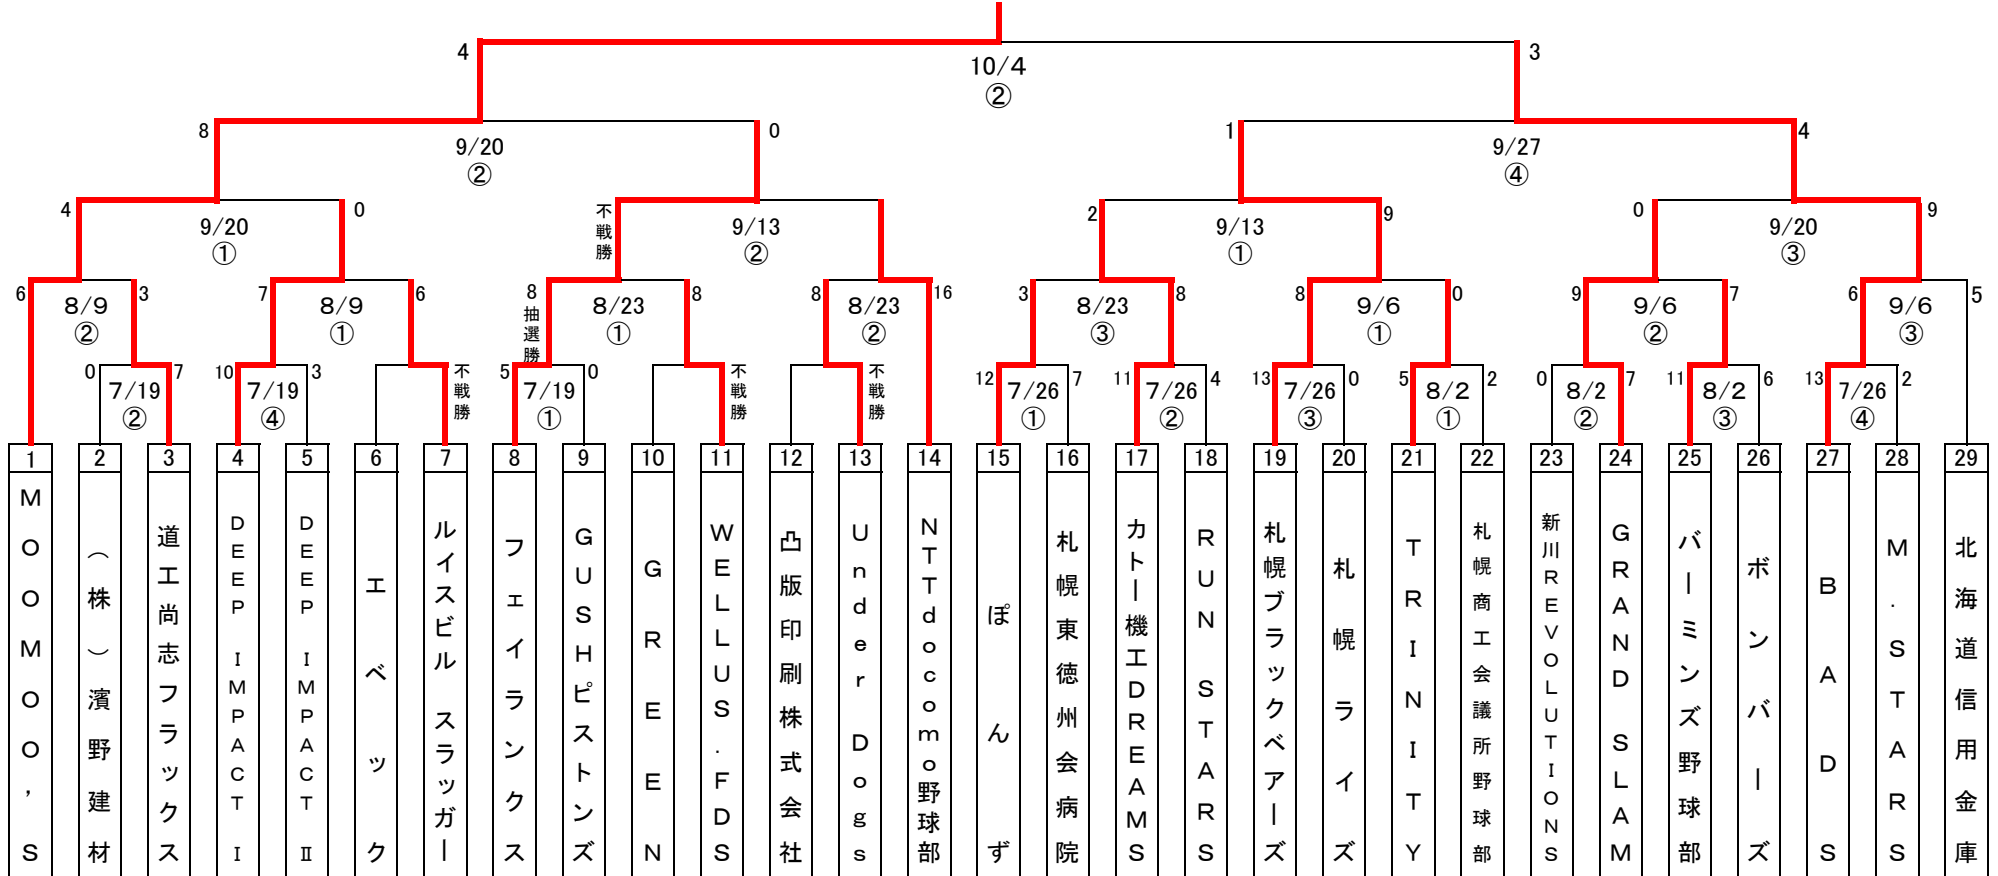 4 3
10/4
②
8 0 1 4
9/20 9/27
② ④
4 0 不戦勝 2 9 0 9
9/20 9/13 9/13 9/20
① ② ① ③
6 3 7 6 8抽選勝 8 8 16 3 8 8 0 9 7 6 5
8/9 8/9 8/23 8/23 8/23 9/6 9/6 9/6
② ① ① ② ③ ① ② ③
0 7 10 3 不戦勝 5 0 不戦勝 不戦勝 12 7 11 4 13 0 5 2 0 7 11 6 13 2
7/19 7/19 7/19 7/26 7/26 7/26 8/2 8/2 8/2 7/26
② ④ ① ① ② ③ ① ② ③ ④
1 MOOMOO,S
2 (株)濱野建材
3 道工尚志フラックス
4 DEEP IMPACT I
5 DEEP IMPACT Ⅱ
6 エベック
7 ルイスビル スラッガー
8 フェイランクス
9 GUSHピストンズ
10 GREEN
11 WELLUS.FDS
12 凸版印刷株式会社
13 Under Dogs
14 NTTdocomo野球部
15 ぽんず
16 札幌東徳州会病院
17 カトー機工DREAMS
18 RUN STARS
19 札幌ブラックベアーズ
20 札幌ライズ
21 TRINITY
22 札幌商工会議所野球部
23 新川REVOLUTIONS
24 GRAND SLAM
25 バーミンズ野球部
26 ボンバーズ
27 BADS
28 M.STARS
29 北海道信用金庫